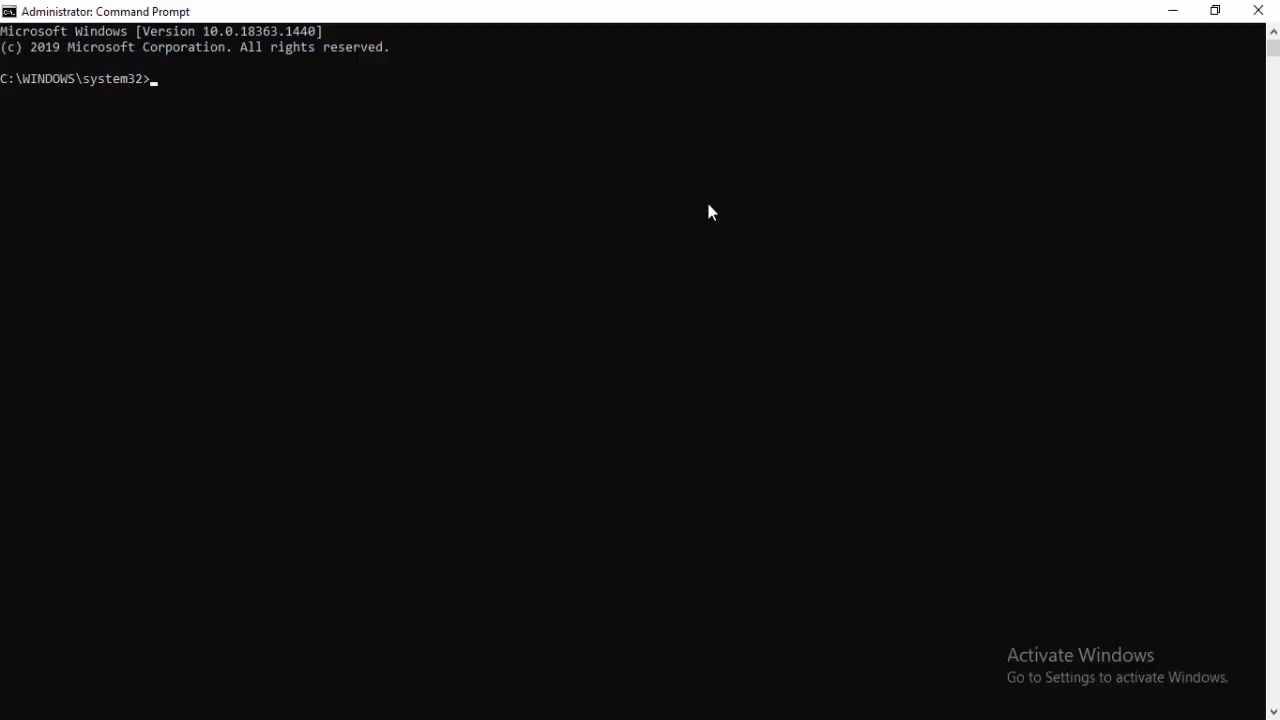 Administrator: Command Prompt
Microsoft Windows [Version 10.0.18363.1440]
(c) 2019 Microsoft Corporation. All rights reserved.
C:\WINDOWS\system32>
Activate Windows
Go to Settings to activate Windows.